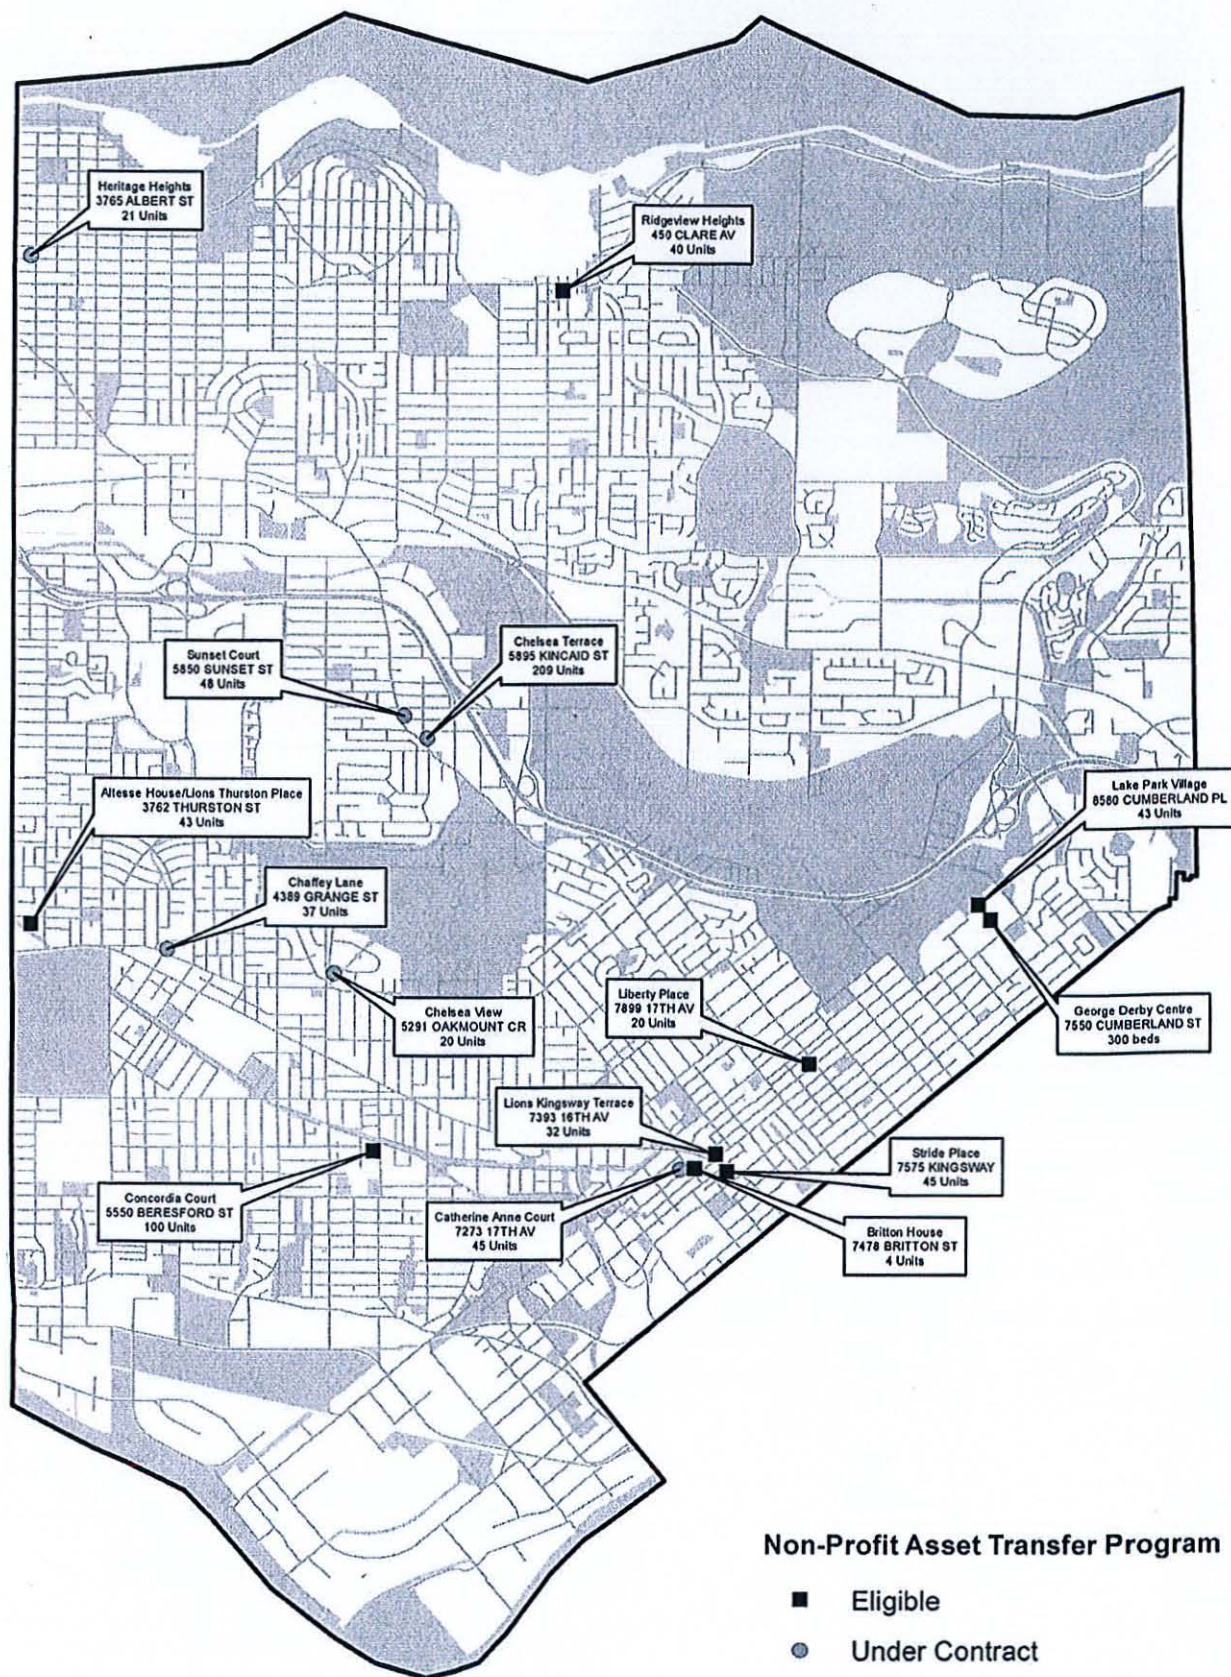 Heritage Heights
3765 ALBERT ST
21 Units
Ridgeview Heights
450 CLARE AV
40 Units
Sunset Court
5850 SUNSET ST
48 Units
Chelsea Terrace
5895 KINCAID ST
209 Units
Altesse House/Lions Thurston Place
3762 THURSTON ST
43 Units
Lake Park Village
8580 CUMBERLAND PL
43 Units
Chaffey Lane
4389 GRANGE ST
37 Units
Chelsea View
5291 OAKMOUNT CR
20 Units
Liberty Place
7899 17TH AV
20 Units
George Derby Centre
7550 CUMBERLAND ST
300 beds
Lions Kingsway Terrace
7393 16TH AV
32 Units
Stride Place
7575 KINGSWAY
45 Units
Concordia Court
5550 BERESFORD ST
100 Units
Catherine Anne Court
7273 17TH AV
45 Units
Britton House
7478 BRITTON ST
4 Units
Non-Profit Asset Transfer Program
Eligible
Under Contract